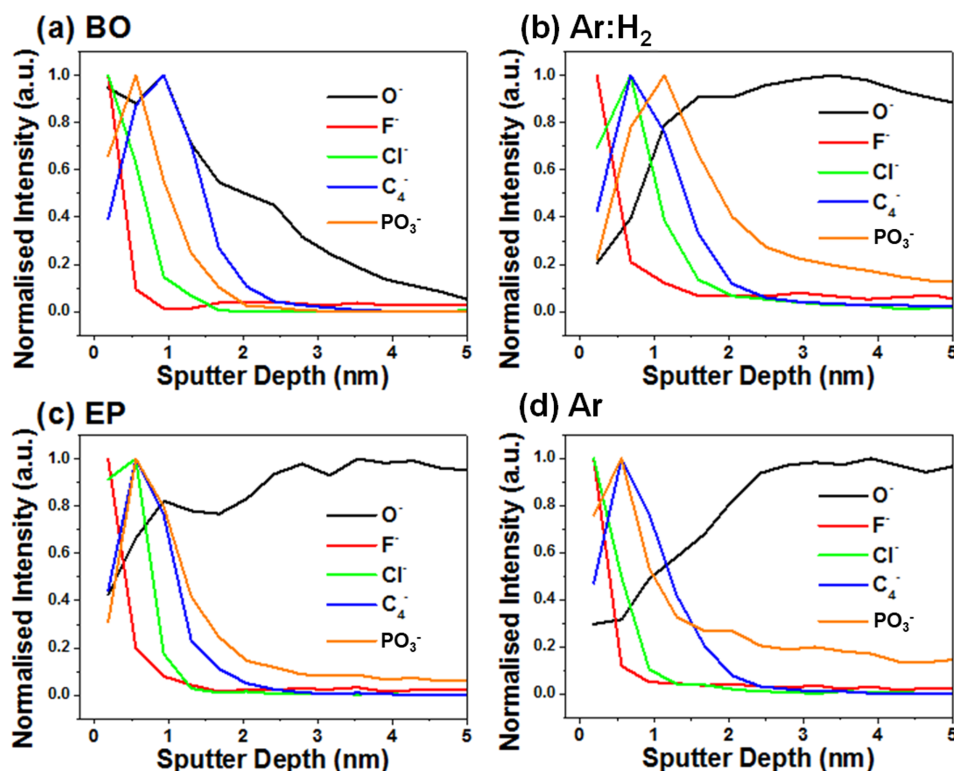 (a) BO
Normalised Intensity (a.u.)
1.0
0.8
0.6
0.4
0.2
0.0
O⁻
F⁻
Cl⁻
C₄⁻
PO₃⁻
0 1 2 3 4 5
Sputter Depth (nm)
(b) Ar:H₂
Normalised Intensity (a.u.)
1.0
0.8
0.6
0.4
0.2
0.0
O⁻
F⁻
Cl⁻
C₄⁻
PO₃⁻
0 1 2 3 4 5
Sputter Depth (nm)
(c) EP
Normalised Intensity (a.u.)
1.0
0.8
0.6
0.4
0.2
0.0
O⁻
F⁻
Cl⁻
C₄⁻
PO₃⁻
0 1 2 3 4 5
Sputter Depth (nm)
(d) Ar
Normalised Intensity (a.u.)
1.0
0.8
0.6
0.4
0.2
0.0
O⁻
F⁻
Cl⁻
C₄⁻
PO₃⁻
0 1 2 3 4 5
Sputter Depth (nm)